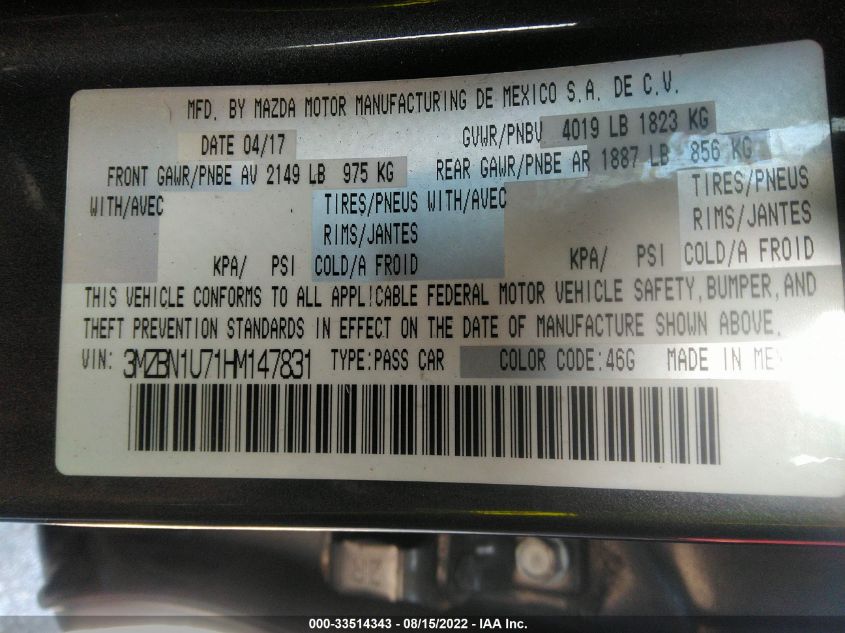 MFD. BY MAZDA MOTOR MANUFACTURING DE MEXICO S.A. DE C.V.
DATE 04/17 GVWR/PNBV 4019 LB 1823 KG
FRONT GAWR/PNBE AV 2149 LB 975 KG REAR GAWR/PNBE AR 1887 LB 856 KG
WITH/AVEC TIRES/PNEUS WITH/AVEC TIRES/PNEUS
RIMS/JANTES RIMS/JANTES
KPA/ PSI COLD/A FROID KPA/ PSI COLD/A FROID
THIS VEHICLE CONFORMS TO ALL APPLICABLE FEDERAL MOTOR VEHICLE SAFETY, BUMPER, AND
THEFT PREVENTION STANDARDS IN EFFECT ON THE DATE OF MANUFACTURE SHOWN ABOVE.
VIN: 3MZBN1U71HM147831 TYPE:PASS CAR COLOR CODE:46G MADE IN
000-33514343 - 08/15/2022 - IAA Inc.